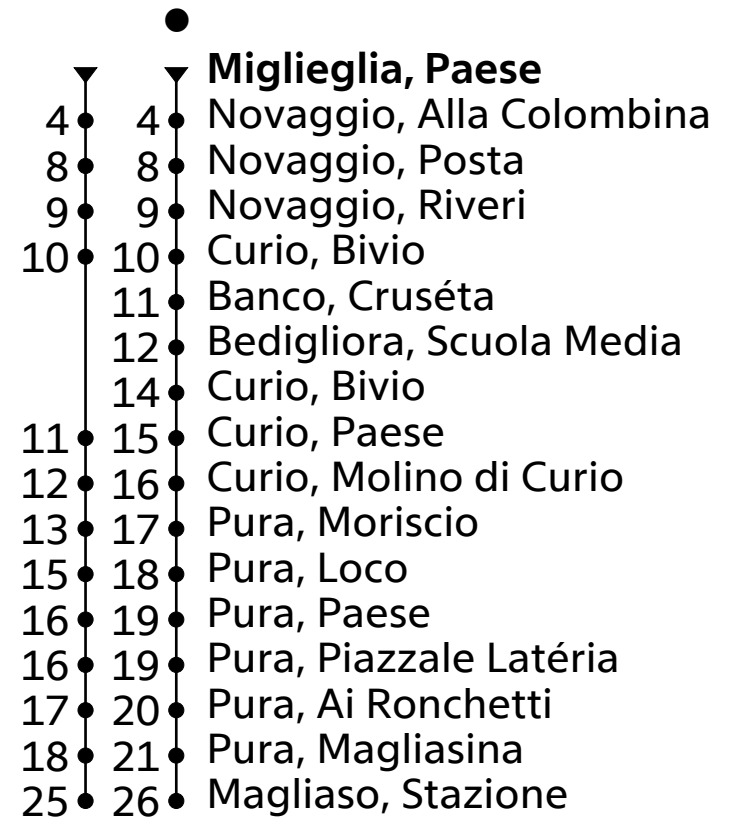 Miglieglia, Paese
4 4 Novaggio, Alla Colombina
8 8 Novaggio, Posta
9 9 Novaggio, Riveri
10 10 Curio, Bivio
11 Banco, Cruséta
12 Bedigliora, Scuola Media
14 Curio, Bivio
11 15 Curio, Paese
12 16 Curio, Molino di Curio
13 17 Pura, Moriscio
15 18 Pura, Loco
16 19 Pura, Paese
16 19 Pura, Piazzale Latéria
17 20 Pura, Ai Ronchetti
18 21 Pura, Magliasina
25 26 Magliaso, Stazione